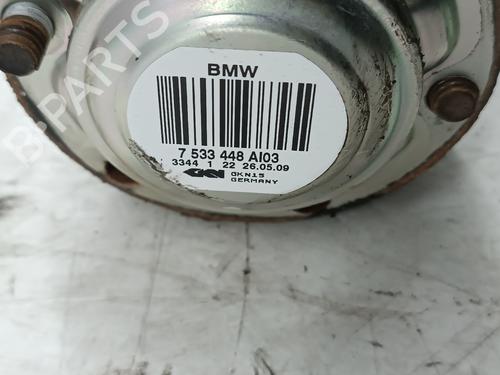 BMW
7 533 448 AI03
3344 1 22 26.05.09
GKN GKN15
GERMANY
B-PARTS